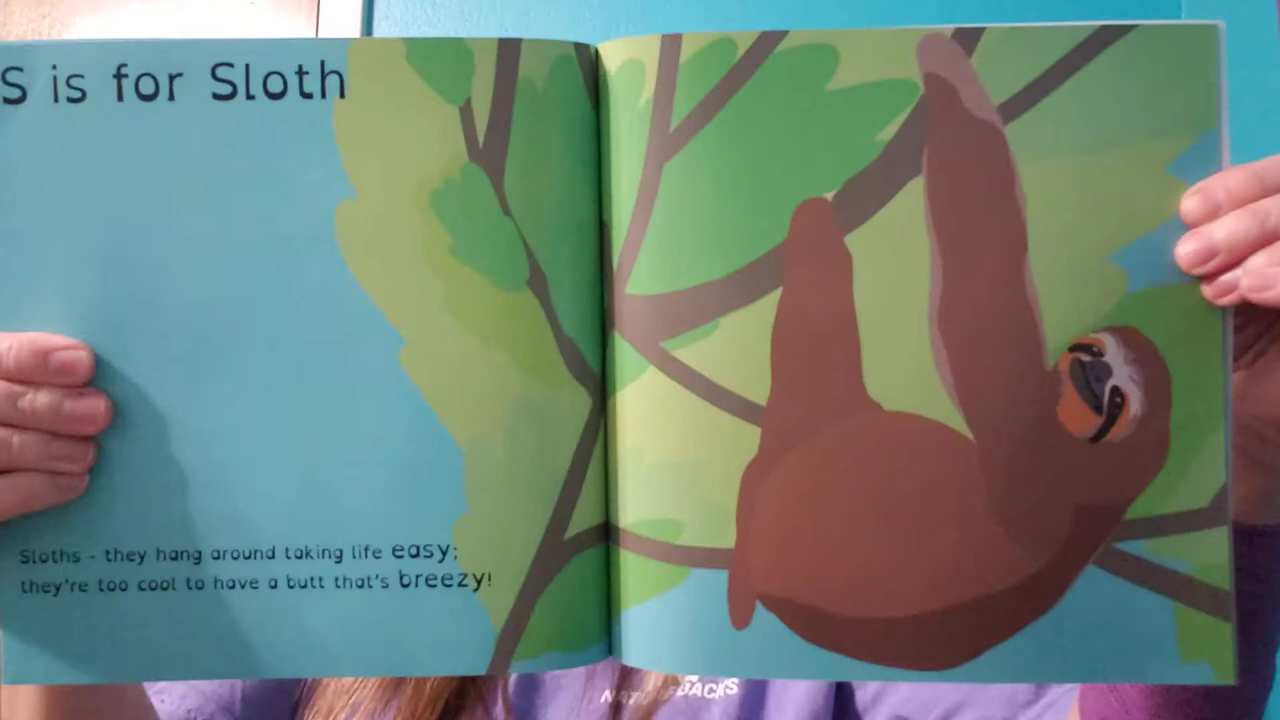 S is for Sloth
Sloths - they hang around taking life easy;
they're too cool to have a butt that's breezy!